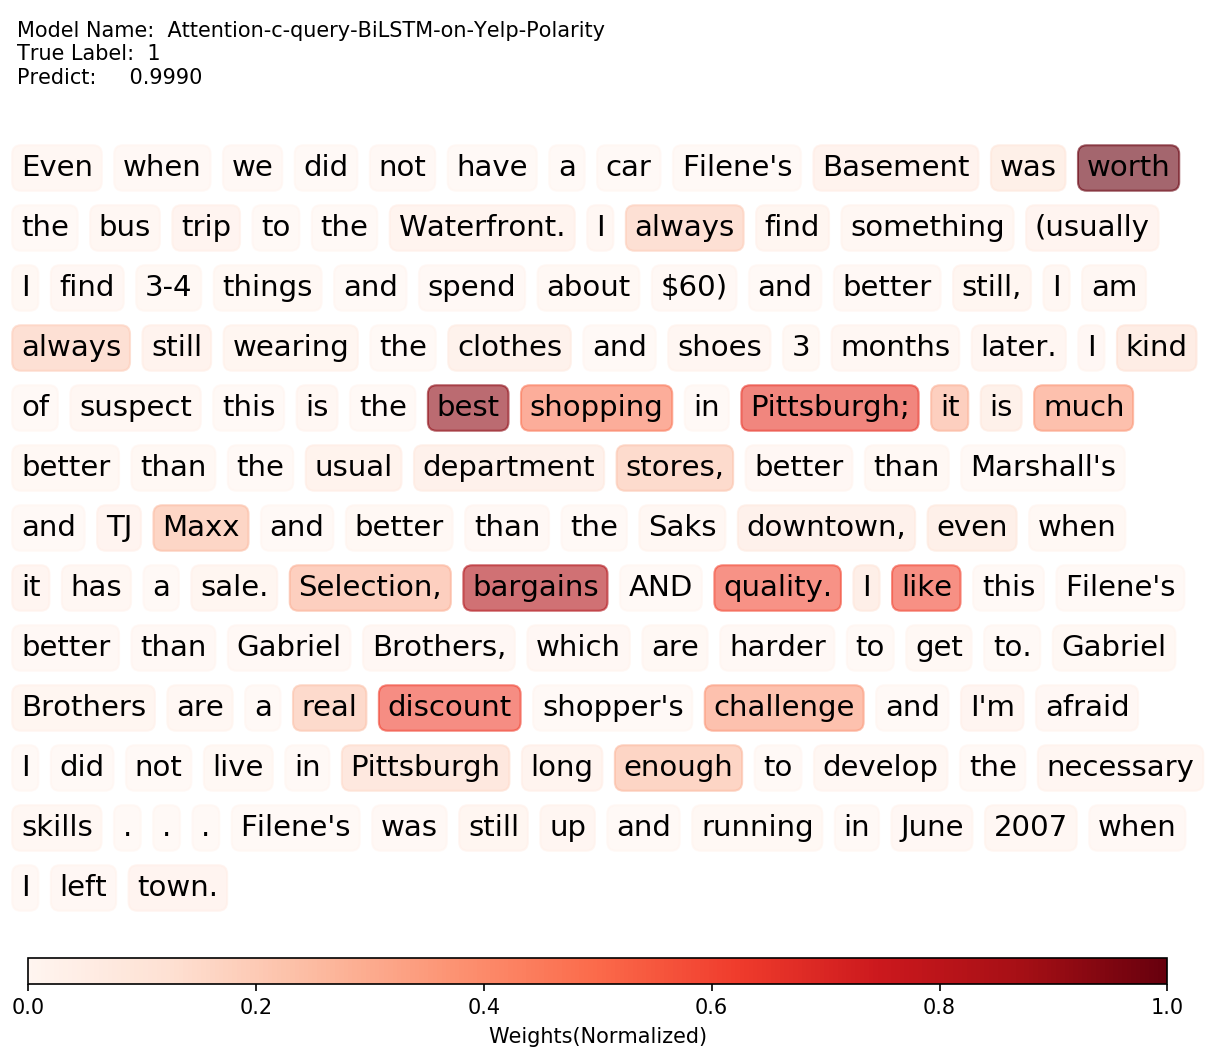 Model Name: Attention-c-query-BiLSTM-on-Yelp-Polarity
True Label: 1
Predict: 0.9990
Even when we did not have a car Filene's Basement was worth
the bus trip to the Waterfront. I always find something (usually
I find 3-4 things and spend about $60) and better still, I am
always still wearing the clothes and shoes 3 months later. I kind
of suspect this is the best shopping in Pittsburgh; it is much
better than the usual department stores, better than Marshall's
and TJ Maxx and better than the Saks downtown, even when
it has a sale. Selection, bargains AND quality. I like this Filene's
better than Gabriel Brothers, which are harder to get to. Gabriel
Brothers are a real discount shopper's challenge and I'm afraid
I did not live in Pittsburgh long enough to develop the necessary
skills . . . Filene's was still up and running in June 2007 when
I left town.
0.0 0.2 0.4 0.6 0.8 1.0
Weights(Normalized)